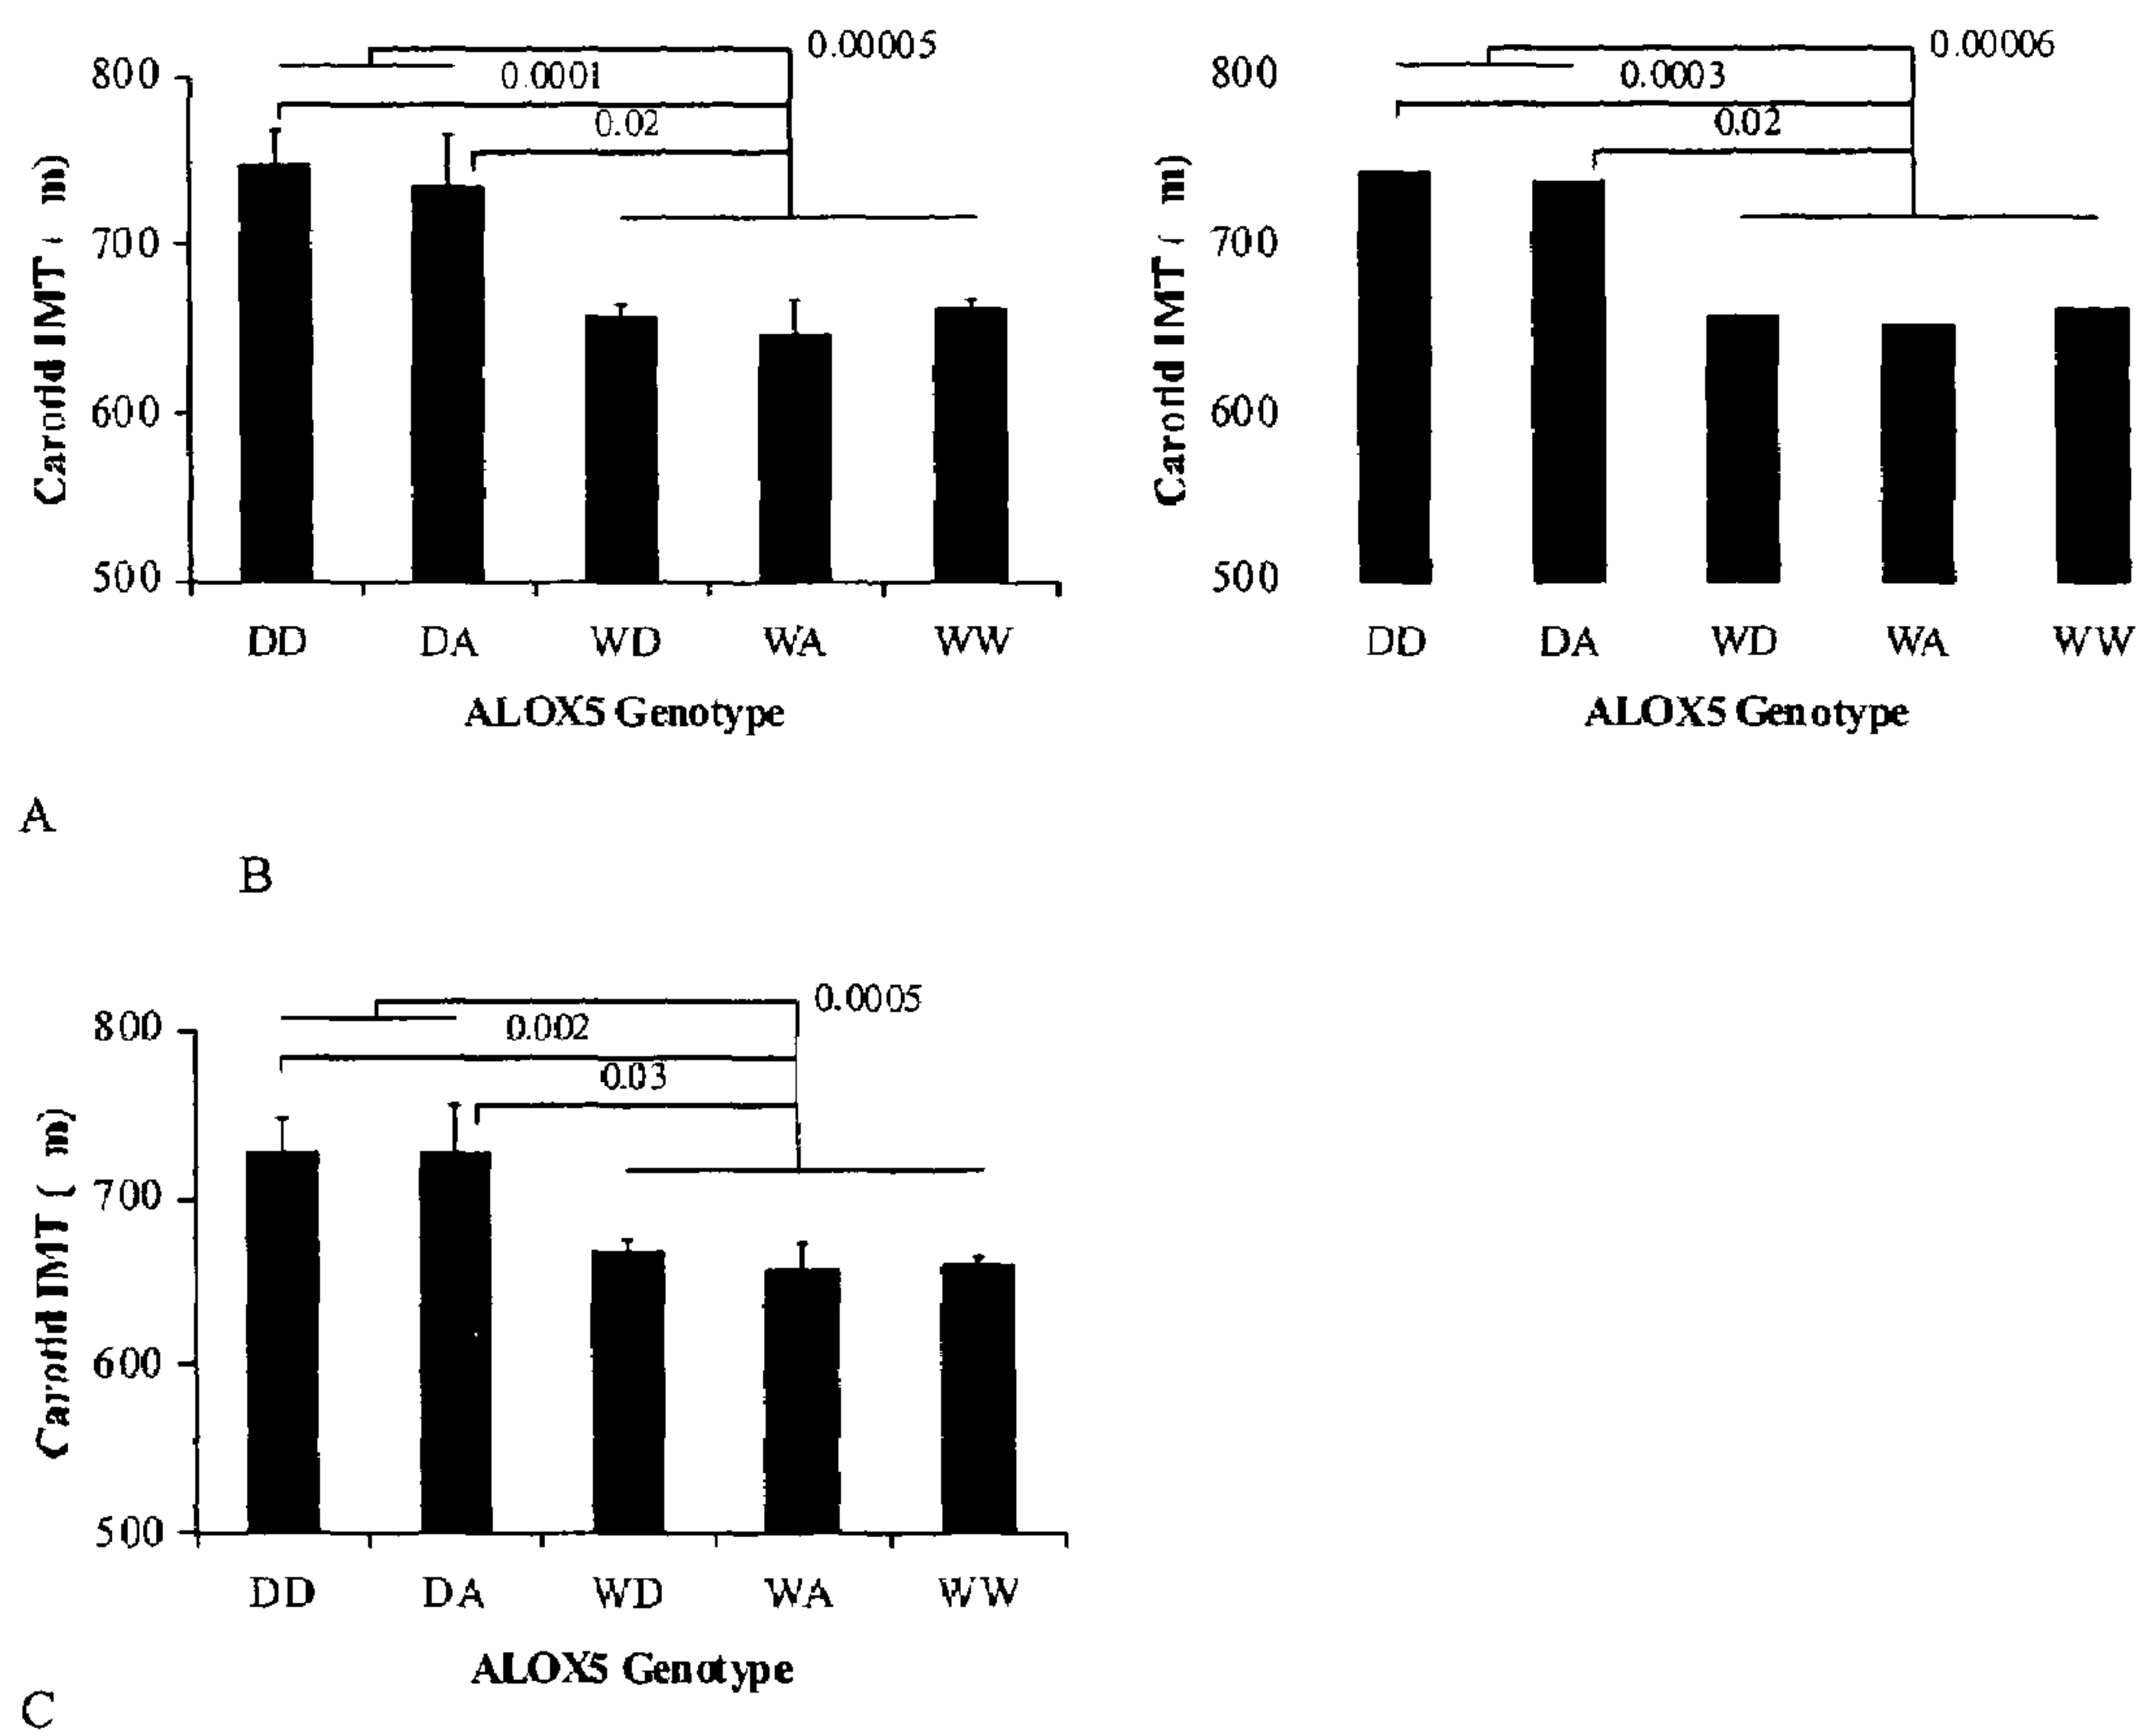 0.00005
800
0.0001
0.02
700
600
500
Carotid IMT ( m)
DD DA WD WA WW
ALOX5 Genotype
0.00006
800
0.0003
0.02
700
600
500
Carotid IMT ( m)
DD DA WD WA WW
ALOX5 Genotype
A
B
0.0005
800
0.002
0.03
700
600
500
Carotid IMT ( m)
DD DA WD WA WW
ALOX5 Genotype
C